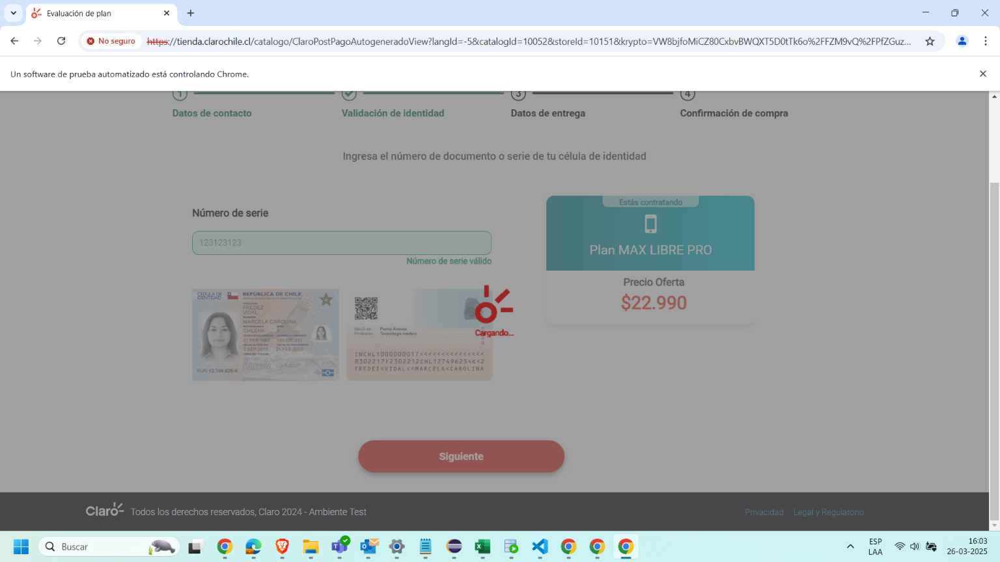 Evaluación de plan
No seguro
https://tienda.clarochile.cl/catalogo/ClaroPostPagoAutogeneradoView?langId=-5&catalogId=10052&storeId=10151&krypto=VW8bjfoMiCZ80CxbvBWQXT5D0tTk6o%2FFZM9vQ%2FPfZGuz...
Un software de prueba automatizado está controlando Chrome.
1
3
4
Datos de contacto
Validación de identidad
Datos de entrega
Confirmación de compra
Ingresa el número de documento o serie de tu célula de identidad
Número de serie
123123123
Número de serie válido
CÉDULA DE
IDENTIDAD
REPÚBLICA DE CHILE
FREDEZ
VIDAL
MARCELA CAROLINA
CHILENA
F
21 FEB 1983
100.000.001
2 SEP 2013
21 FEB 2023
RUN 12.749.625-K
Nació en: Punta Arenas
Profesión: Tecnóloga médica
INCHL1000000017<<<<<<<<<<<<<<<
8302217F2302212CHL12749625<K<2
FREDEZ<VIDAL<<MARCELA<CAROLINA
Cargando...
Estás contratando
Plan MAX LIBRE PRO
Precio Oferta
$22.990
Siguiente
Claro
Todos los derechos reservados, Claro 2024 - Ambiente Test
Privacidad
Legal y Regulatorio
Buscar
ESP
LAA
16:03
26-03-2025